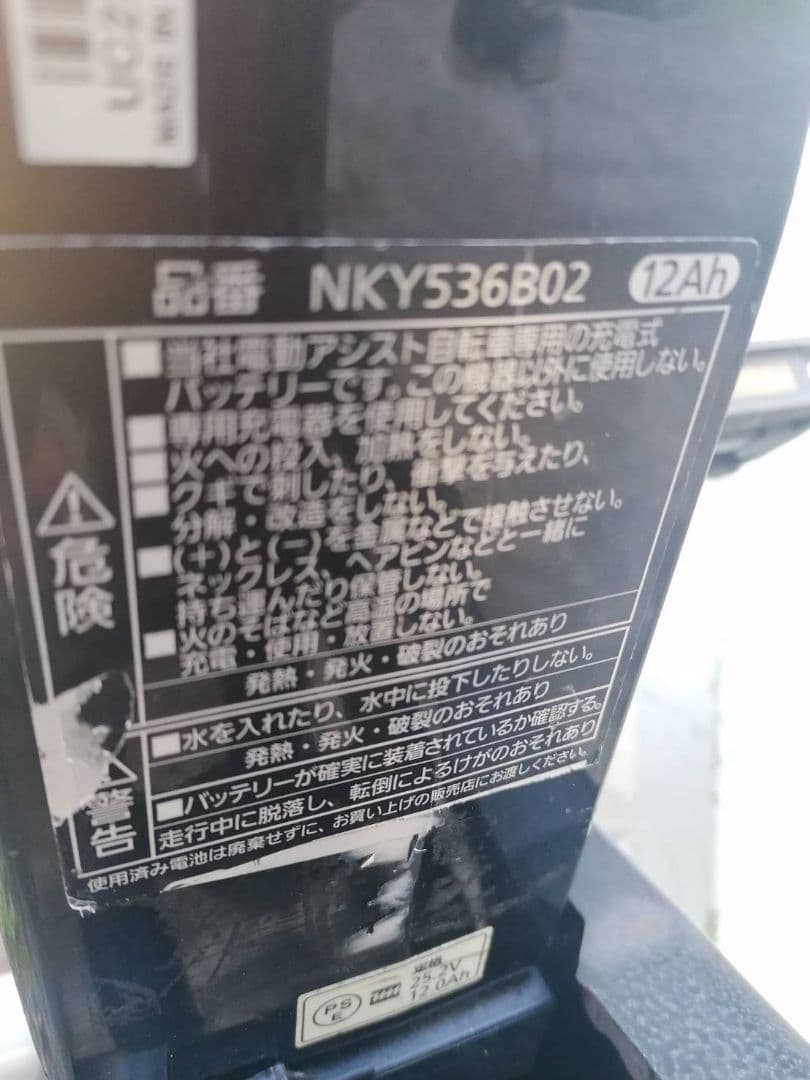 UC2
品番 NKY536B02 12Ah
危険
■当社電動アシスト自転車専用の充電式
バッテリーです。この機器以外に使用しない。
■専用充電器を使用してください。
■火への投入、加熱をしない。
■クギで刺したり、衝撃を与えたり、
分解・改造をしない。
■(+)と(−)を金属などで接触させない。
ネックレス、ヘアピンなどと一緒に
持ち運んだり保管しない。
■火のそばなど高温の場所で
充電・使用・放置しない。
発熱・発火・破裂のおそれあり
警告
■水を入れたり、水中に投下したりしない。
発熱・発火・破裂のおそれあり
■バッテリーが確実に装着されているか確認する。
走行中に脱落し、転倒によるけがのおそれあり
使用済み電池は廃棄せずに、お買い上げの販売店にお渡しください。
PS
E
定格
25.2V
12.0Ah